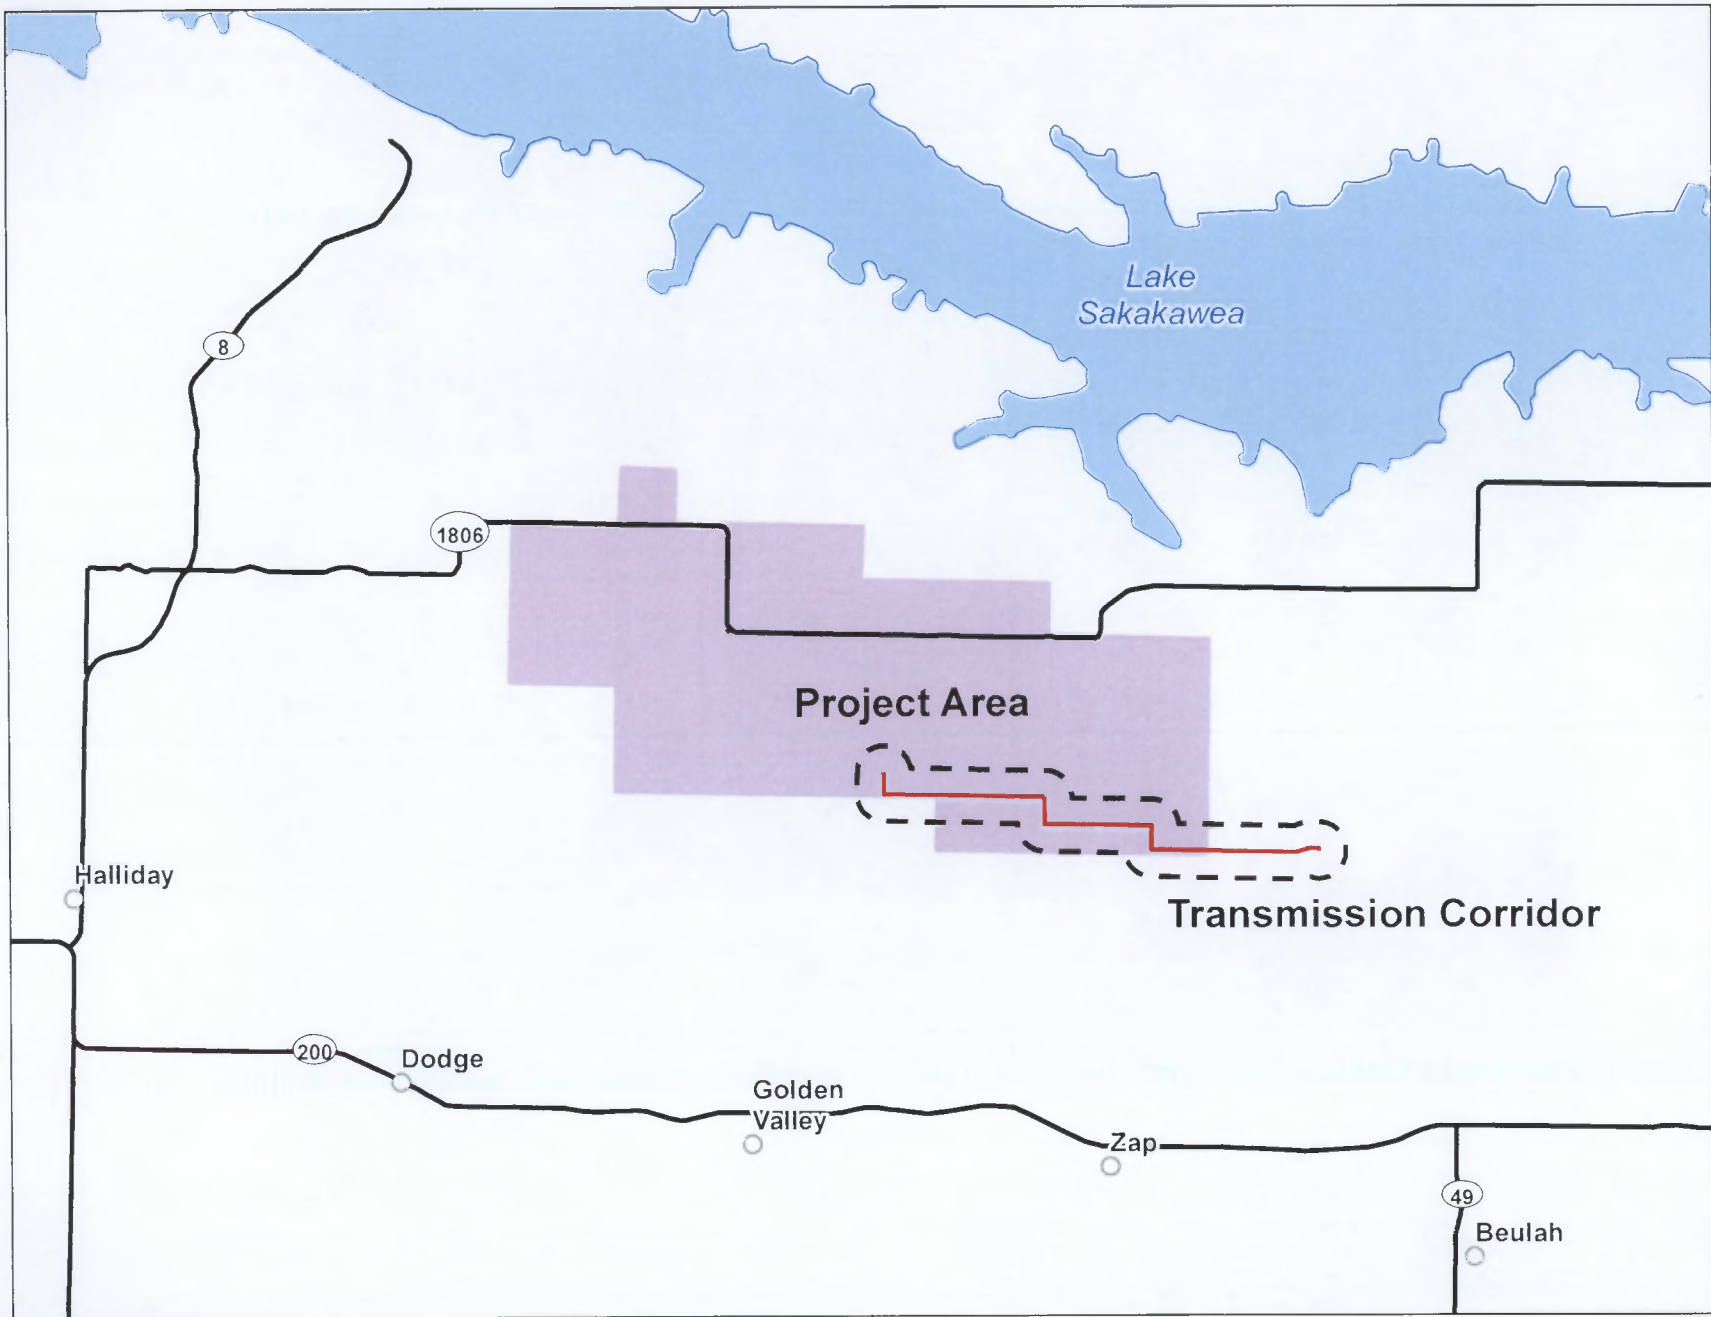 Lake
Sakakawea
8
1806
Project Area
Halliday
Transmission Corridor
200
Dodge
Golden
Valley
Zap
49
Beulah